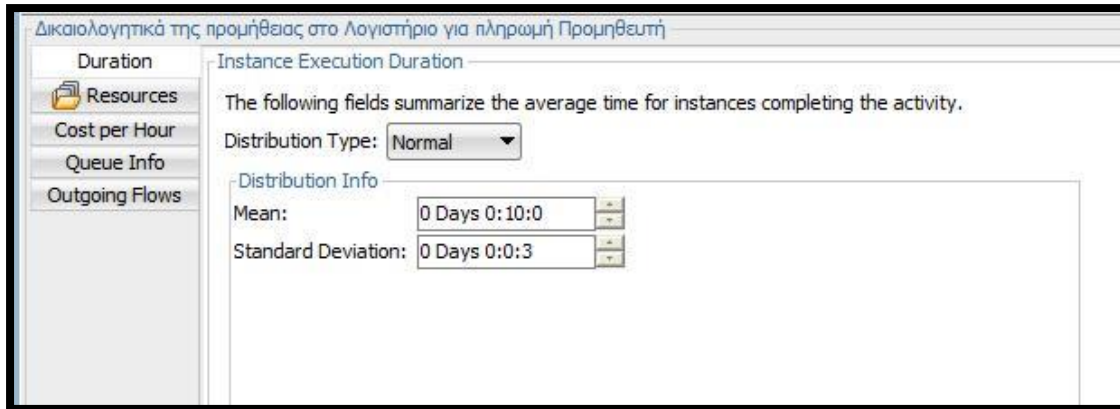 Δικαιολογητικά της προμήθειας στο Λογιστήριο για πληρωμή Προμηθευτή
Duration
Resources
Cost per Hour
Queue Info
Outgoing Flows
Instance Execution Duration
The following fields summarize the average time for instances completing the activity.
Distribution Type: Normal
Distribution Info
Mean: 0 Days 0:10:0
Standard Deviation: 0 Days 0:0:3